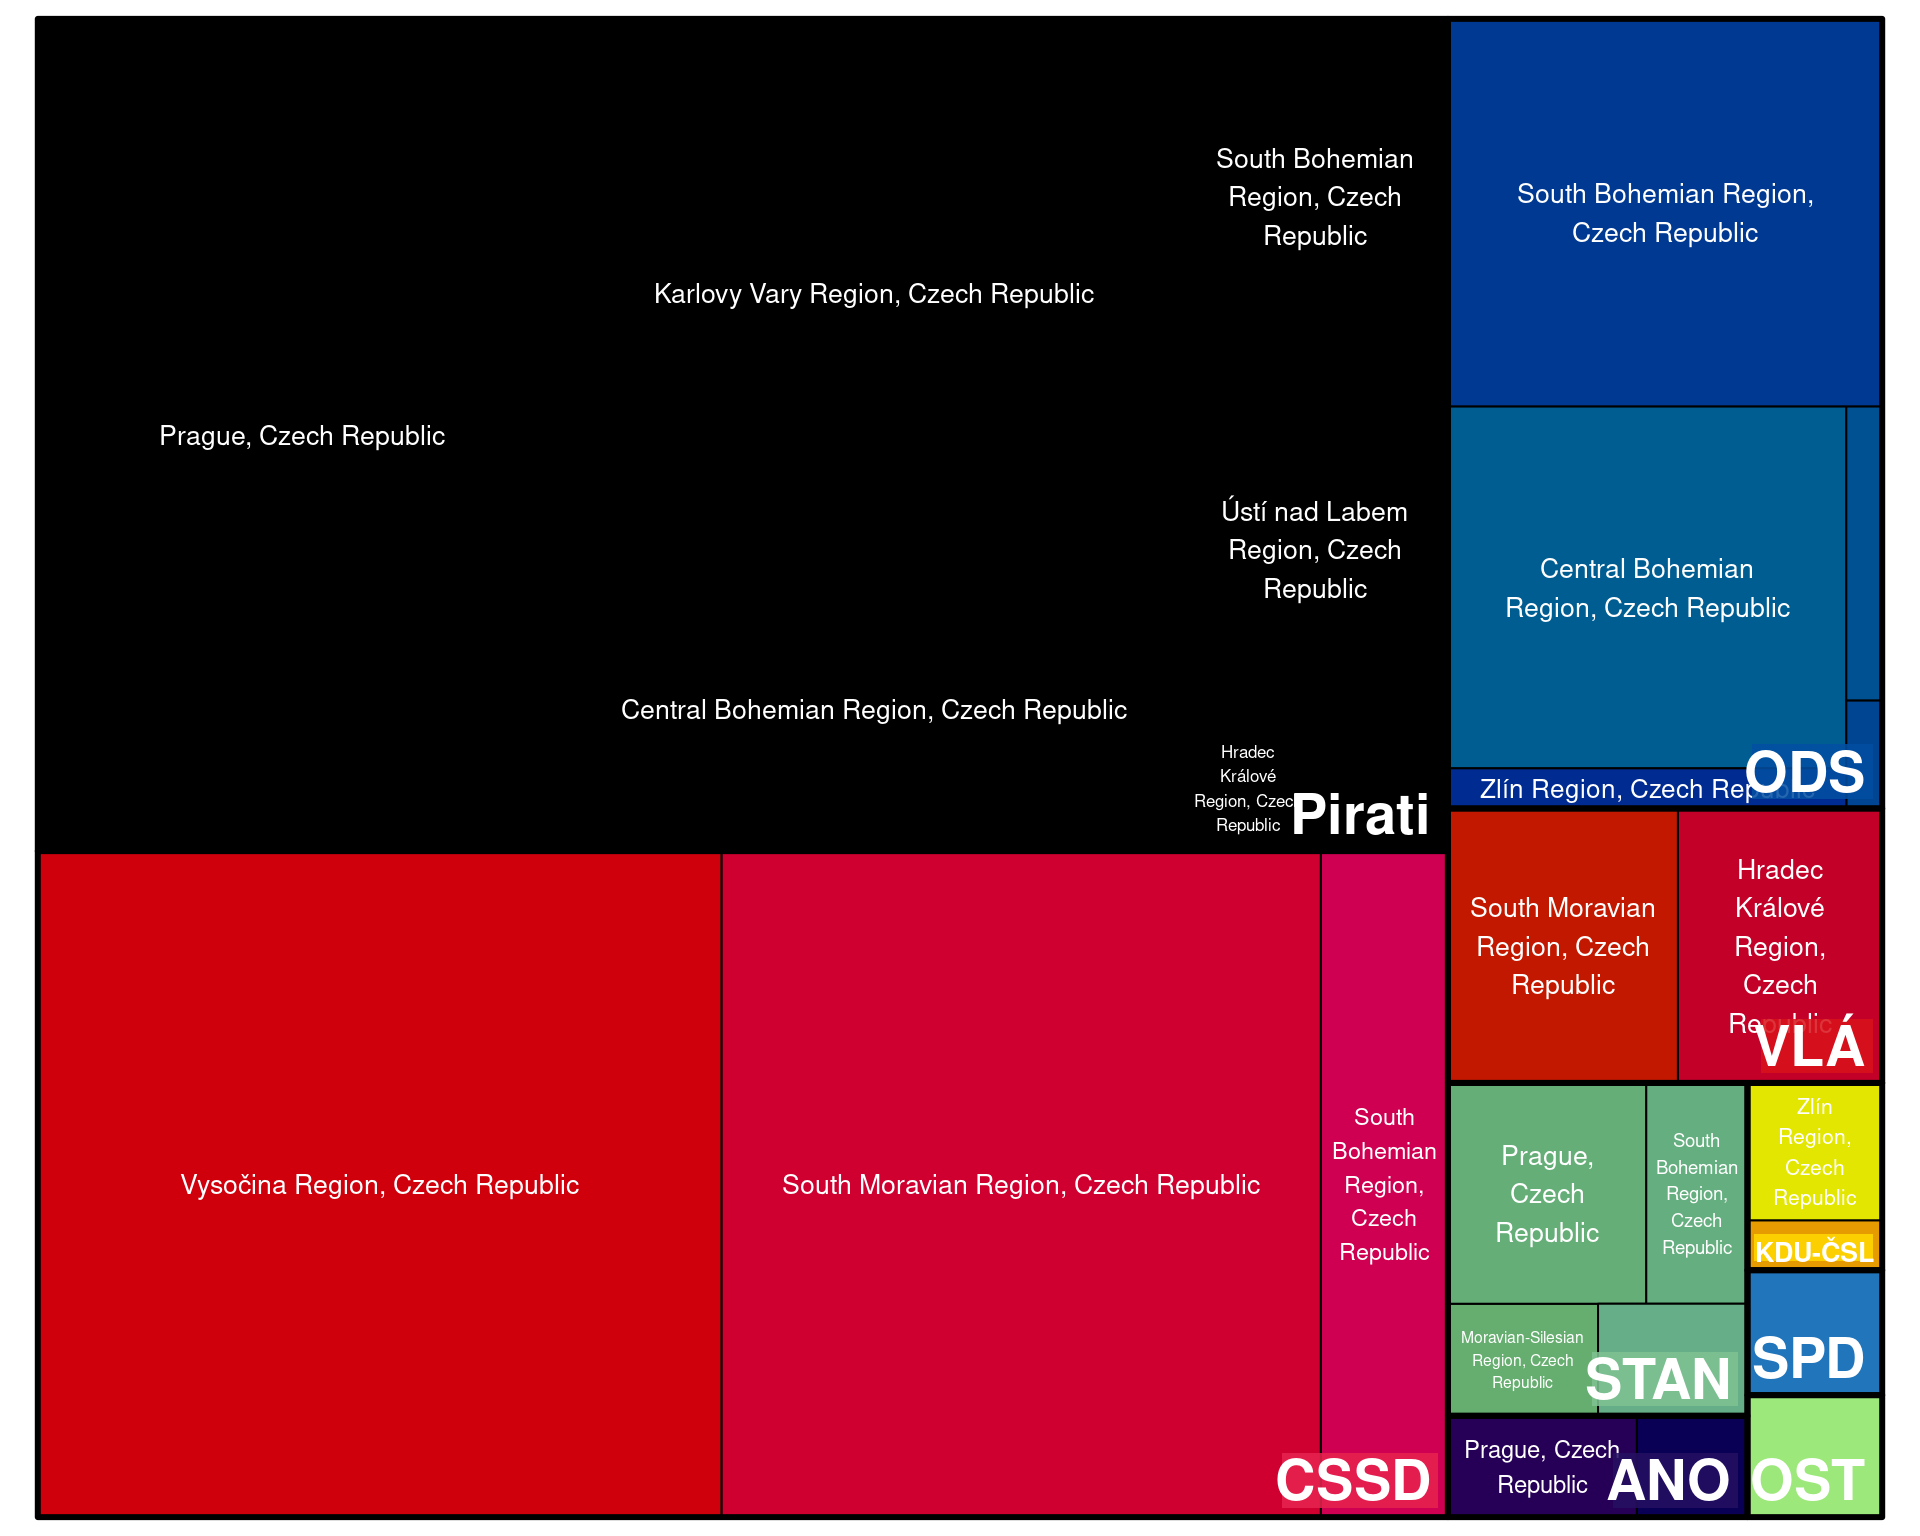 South Bohemian
Region, Czech
Republic
Karlovy Vary Region, Czech Republic
Prague, Czech Republic
Ústí nad Labem
Region, Czech
Republic
Central Bohemian Region, Czech Republic
Hradec
Králové
Region, Czech
Republic
Pirati
South Bohemian Region,
Czech Republic
Central Bohemian
Region, Czech Republic
Zlín Region, Czech Republic
ODS
Vysočina Region, Czech Republic
South Moravian Region, Czech Republic
South
Bohemian
Region,
Czech
Republic
CSSD
South Moravian
Region, Czech
Republic
Hradec
Králové
Region,
Czech
Republic
VLÁ
Prague,
Czech
Republic
South
Bohemian
Region,
Czech
Republic
Moravian-Silesian
Region, Czech
Republic
STAN
Zlín
Region,
Czech
Republic
KDU-ČSL
SPD
Prague, Czech
Republic
ANO
OST